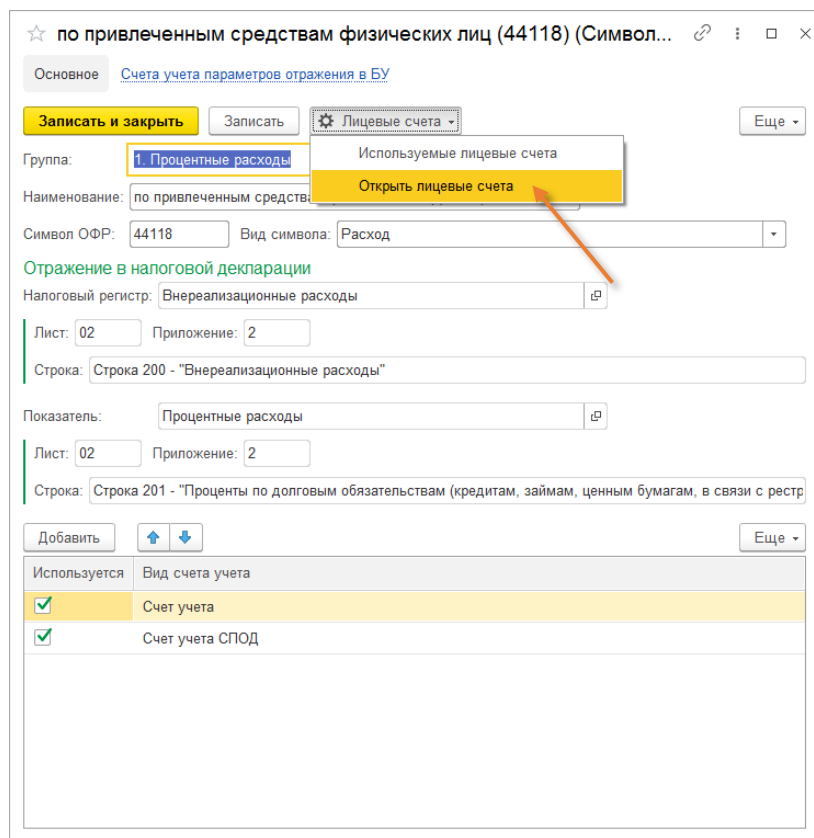 по привлеченным средствам физических лиц (44118) (Символ...
Основное Счета учета параметров отражения в БУ
Записать и закрыть Записать Лицевые счета Еще
Используемые лицевые счета
Группа: 1. Процентные расходы
Открыть лицевые счета
Наименование: по привлеченным средства
Символ ОФР: 44118 Вид символа: Расход
Отражение в налоговой декларации
Налоговый регистр: Внереализационные расходы
Лист: 02 Приложение: 2
Строка: Строка 200 - "Внереализационные расходы"
Показатель: Процентные расходы
Лист: 02 Приложение: 2
Строка: Строка 201 - "Проценты по долговым обязательствам (кредитам, займам, ценным бумагам, в связи с рестр
Добавить Еще
Используется Вид счета учета
Счет учета
Счет учета СПОД